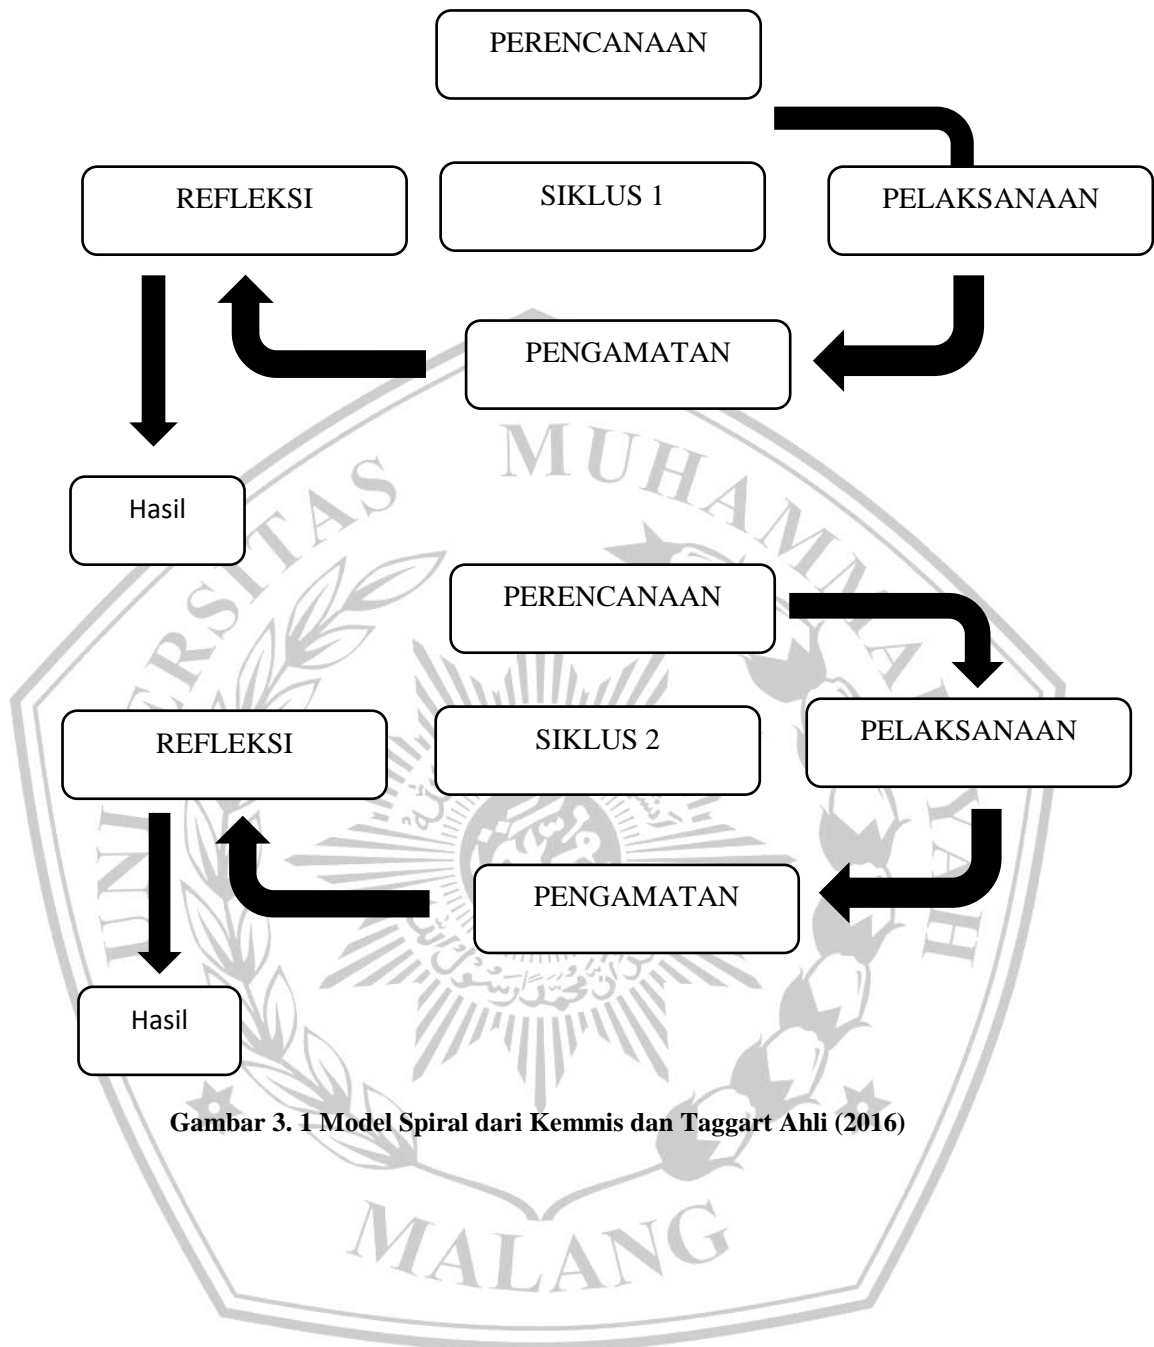 PERENCANAAN
REFLEKSI
SIKLUS 1
PELAKSANAAN
PENGAMATAN
Hasil
PERENCANAAN
REFLEKSI
SIKLUS 2
PELAKSANAAN
PENGAMATAN
Hasil
Gambar 3. 1 Model Spiral dari Kemmis dan Taggart Ahli (2016)
MUHAMMA
MALANG